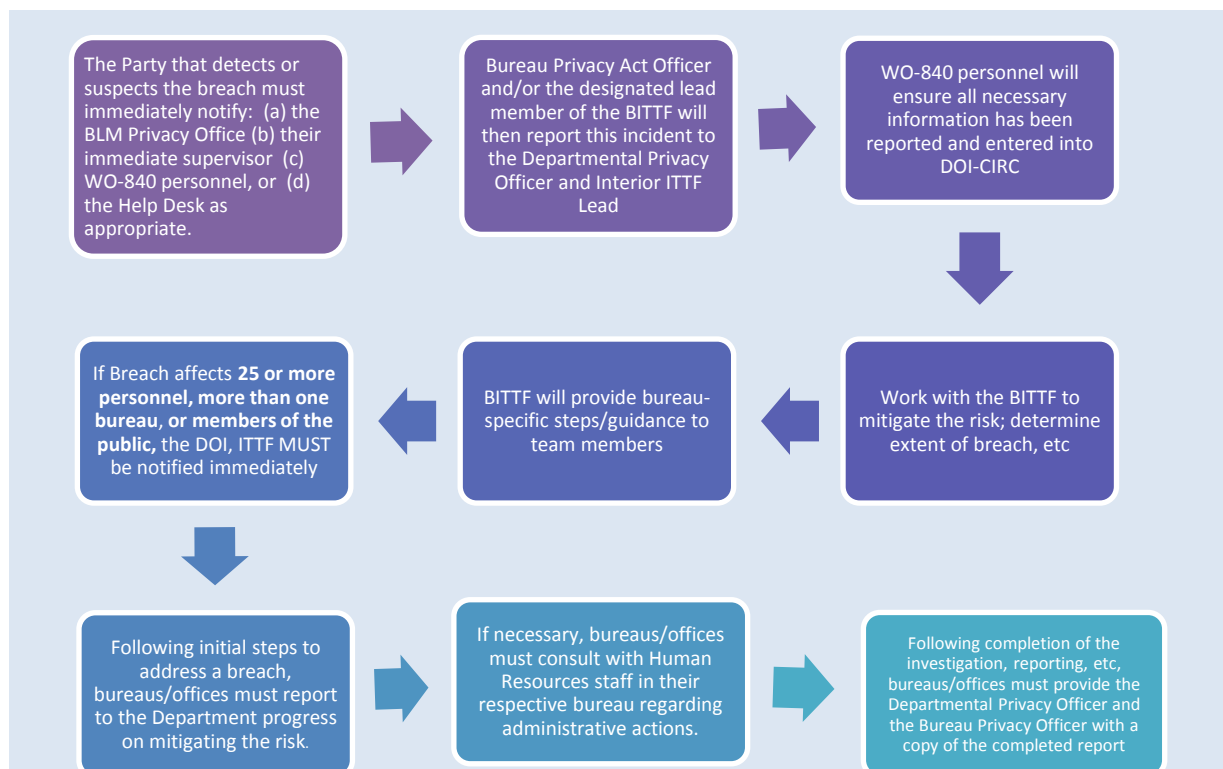 The Party that detects or
suspects the breach must
immediately notify: (a) the
BLM Privacy Office (b) their
immediate supervisor (c)
WO-840 personnel, or (d)
the Help Desk as
appropriate.
Bureau Privacy Act Officer
and/or the designated lead
member of the BITTF will
then report this incident to
the Departmental Privacy
Officer and Interior ITTF
Lead
WO-840 personnel will
ensure all necessary
information has been
reported and entered into
DOI-CIRC
Work with the BITTF to
mitigate the risk; determine
extent of breach, etc
BITTF will provide bureau-
specific steps/guidance to
team members
If Breach affects 25 or more
personnel, more than one
bureau, or members of the
public, the DOI, ITTF MUST
be notified immediately
Following initial steps to
address a breach,
bureaus/offices must report
to the Department progress
on mitigating the risk.
If necessary, bureaus/offices
must consult with Human
Resources staff in their
respective bureau regarding
administrative actions.
Following completion of the
investigation, reporting, etc,
bureaus/offices must provide the
Departmental Privacy Officer and
the Bureau Privacy Officer with a
copy of the completed report